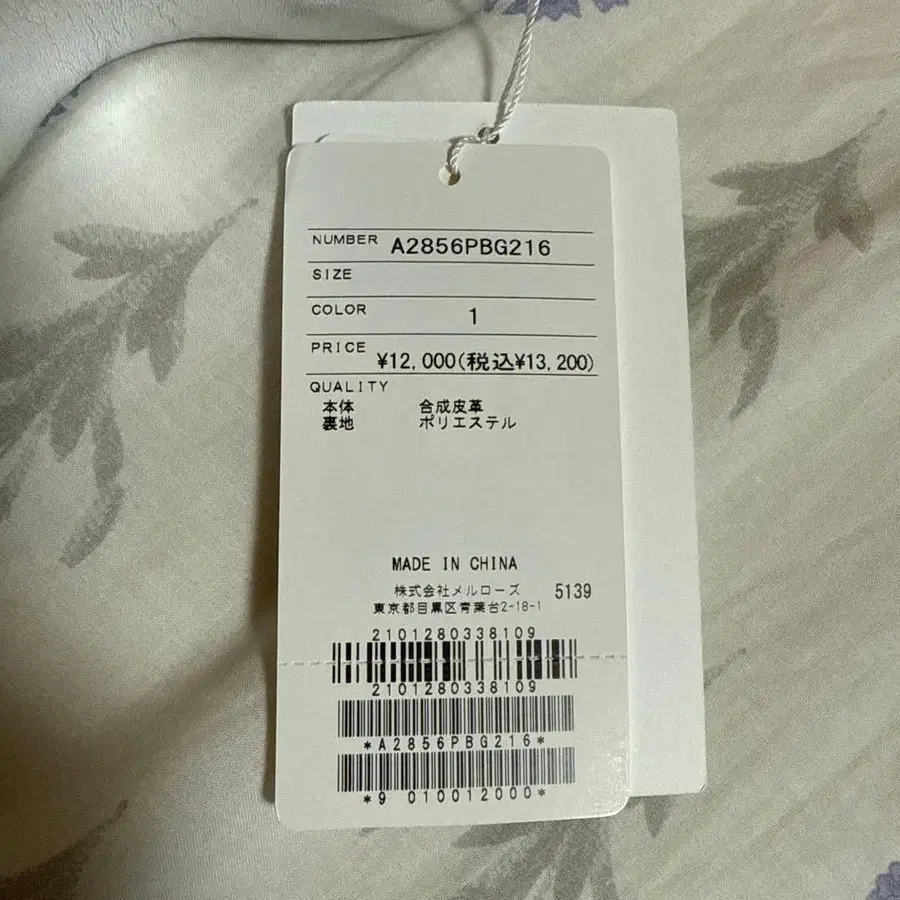 NUMBER A2856PBG216
SIZE
COLOR 1
PRICE ¥12,000(税込¥13,200)
QUALITY
本体 合成皮革
裏地 ポリエステル
MADE IN CHINA
株式会社メルローズ 5139
東京都目黒区青葉台2-18-1
2101280338109
2101280338109
*A2856PBG216*
*9 010012000*